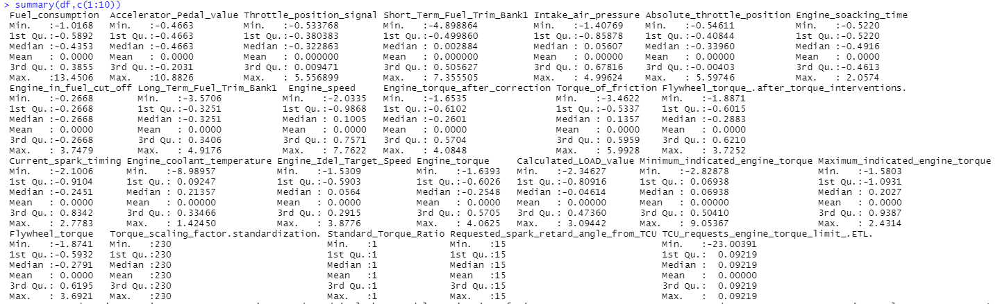 > summary(df,c(1:10))
Fuel_consumption Accelerator_Pedal_value Throttle_position_signal Short_Term_Fuel_Trim_Bank1 Intake_air_pressure Absolute_throttle_position Engine_soacking_time
Min. :-1.0168 Min. :-0.4663 Min. :-0.533768 Min. :-4.898864 Min. :-1.40769 Min. :-0.54611 Min. :-0.5220
1st Qu.:-0.5892 1st Qu.:-0.4663 1st Qu.:-0.380383 1st Qu.:-0.499860 1st Qu.:-0.85878 1st Qu.:-0.40844 1st Qu.:-0.5220
Median :-0.4353 Median :-0.4663 Median :-0.322863 Median : 0.002884 Median : 0.05607 Median :-0.33960 Median :-0.4916
Mean : 0.0000 Mean : 0.0000 Mean : 0.000000 Mean : 0.000000 Mean : 0.00000 Mean : 0.00000 Mean : 0.0000
3rd Qu.: 0.3855 3rd Qu.:-0.2031 3rd Qu.: 0.009471 3rd Qu.: 0.505627 3rd Qu.: 0.67816 3rd Qu.:-0.00403 3rd Qu.:-0.4613
Max. :13.4506 Max. :10.8826 Max. : 5.556899 Max. : 7.355505 Max. : 4.99624 Max. : 5.59746 Max. : 2.0574
Engine_in_fuel_cut_off Long_Term_Fuel_Trim_Bank1 Engine_speed Engine_torque_after_correction Torque_of_friction Flywheel_torque_.after_torque_interventions.
Min. :-0.2668 Min. :-3.5706 Min. :-2.0335 Min. :-1.6535 Min. :-3.4622 Min. :-1.8871
1st Qu.:-0.2668 1st Qu.:-0.3251 1st Qu.:-0.9868 1st Qu.:-0.6102 1st Qu.:-0.5337 1st Qu.:-0.6015
Median :-0.2668 Median :-0.3251 Median : 0.1005 Median :-0.2601 Median : 0.1357 Median :-0.2883
Mean : 0.0000 Mean : 0.0000 Mean : 0.0000 Mean : 0.0000 Mean : 0.0000 Mean : 0.0000
3rd Qu.:-0.2668 3rd Qu.: 0.3406 3rd Qu.: 0.7571 3rd Qu.: 0.5704 3rd Qu.: 0.5959 3rd Qu.: 0.6210
Max. : 3.7479 Max. : 4.9176 Max. : 7.7622 Max. : 4.0848 Max. : 5.9928 Max. : 3.7252
Current_spark_timing Engine_coolant_temperature Engine_Idel_Target_Speed Engine_torque Calculated_LOAD_value Minimum_indicated_engine_torque Maximum_indicated_engine_torque
Min. :-2.1006 Min. :-8.98957 Min. :-1.5309 Min. :-1.6393 Min. :-2.34627 Min. :-2.82878 Min. :-1.5803
1st Qu.:-0.9104 1st Qu.: 0.09247 1st Qu.:-0.5903 1st Qu.:-0.6026 1st Qu.:-0.80916 1st Qu.: 0.06938 1st Qu.:-1.0931
Median :-0.2451 Median : 0.21357 Median : 0.0564 Median :-0.2548 Median :-0.04614 Median : 0.06938 Median : 0.2027
Mean : 0.0000 Mean : 0.00000 Mean : 0.0000 Mean : 0.0000 Mean : 0.00000 Mean : 0.00000 Mean : 0.0000
3rd Qu.: 0.8342 3rd Qu.: 0.33466 3rd Qu.: 0.2915 3rd Qu.: 0.5705 3rd Qu.: 0.47360 3rd Qu.: 0.50410 3rd Qu.: 0.9387
Max. : 2.7783 Max. : 1.42450 Max. : 3.8776 Max. : 4.0625 Max. : 3.09442 Max. : 9.05367 Max. : 2.4314
Flywheel_torque Torque_scaling_factor.standardization. Standard_Torque_Ratio Requested_spark_retard_angle_from_TCU TCU_requests_engine_torque_limit_.ETL.
Min. :-1.8741 Min. :230 Min. :1 Min. :15 Min. :-23.00391
1st Qu.:-0.5932 1st Qu.:230 1st Qu.:1 1st Qu.:15 1st Qu.: 0.09219
Median :-0.2791 Median :230 Median :1 Median :15 Median : 0.09219
Mean : 0.0000 Mean :230 Mean :1 Mean :15 Mean : 0.00000
3rd Qu.: 0.6195 3rd Qu.:230 3rd Qu.:1 3rd Qu.:15 3rd Qu.: 0.09219
Max. : 3.6921 Max. :230 Max. :1 Max. :15 Max. : 0.09219